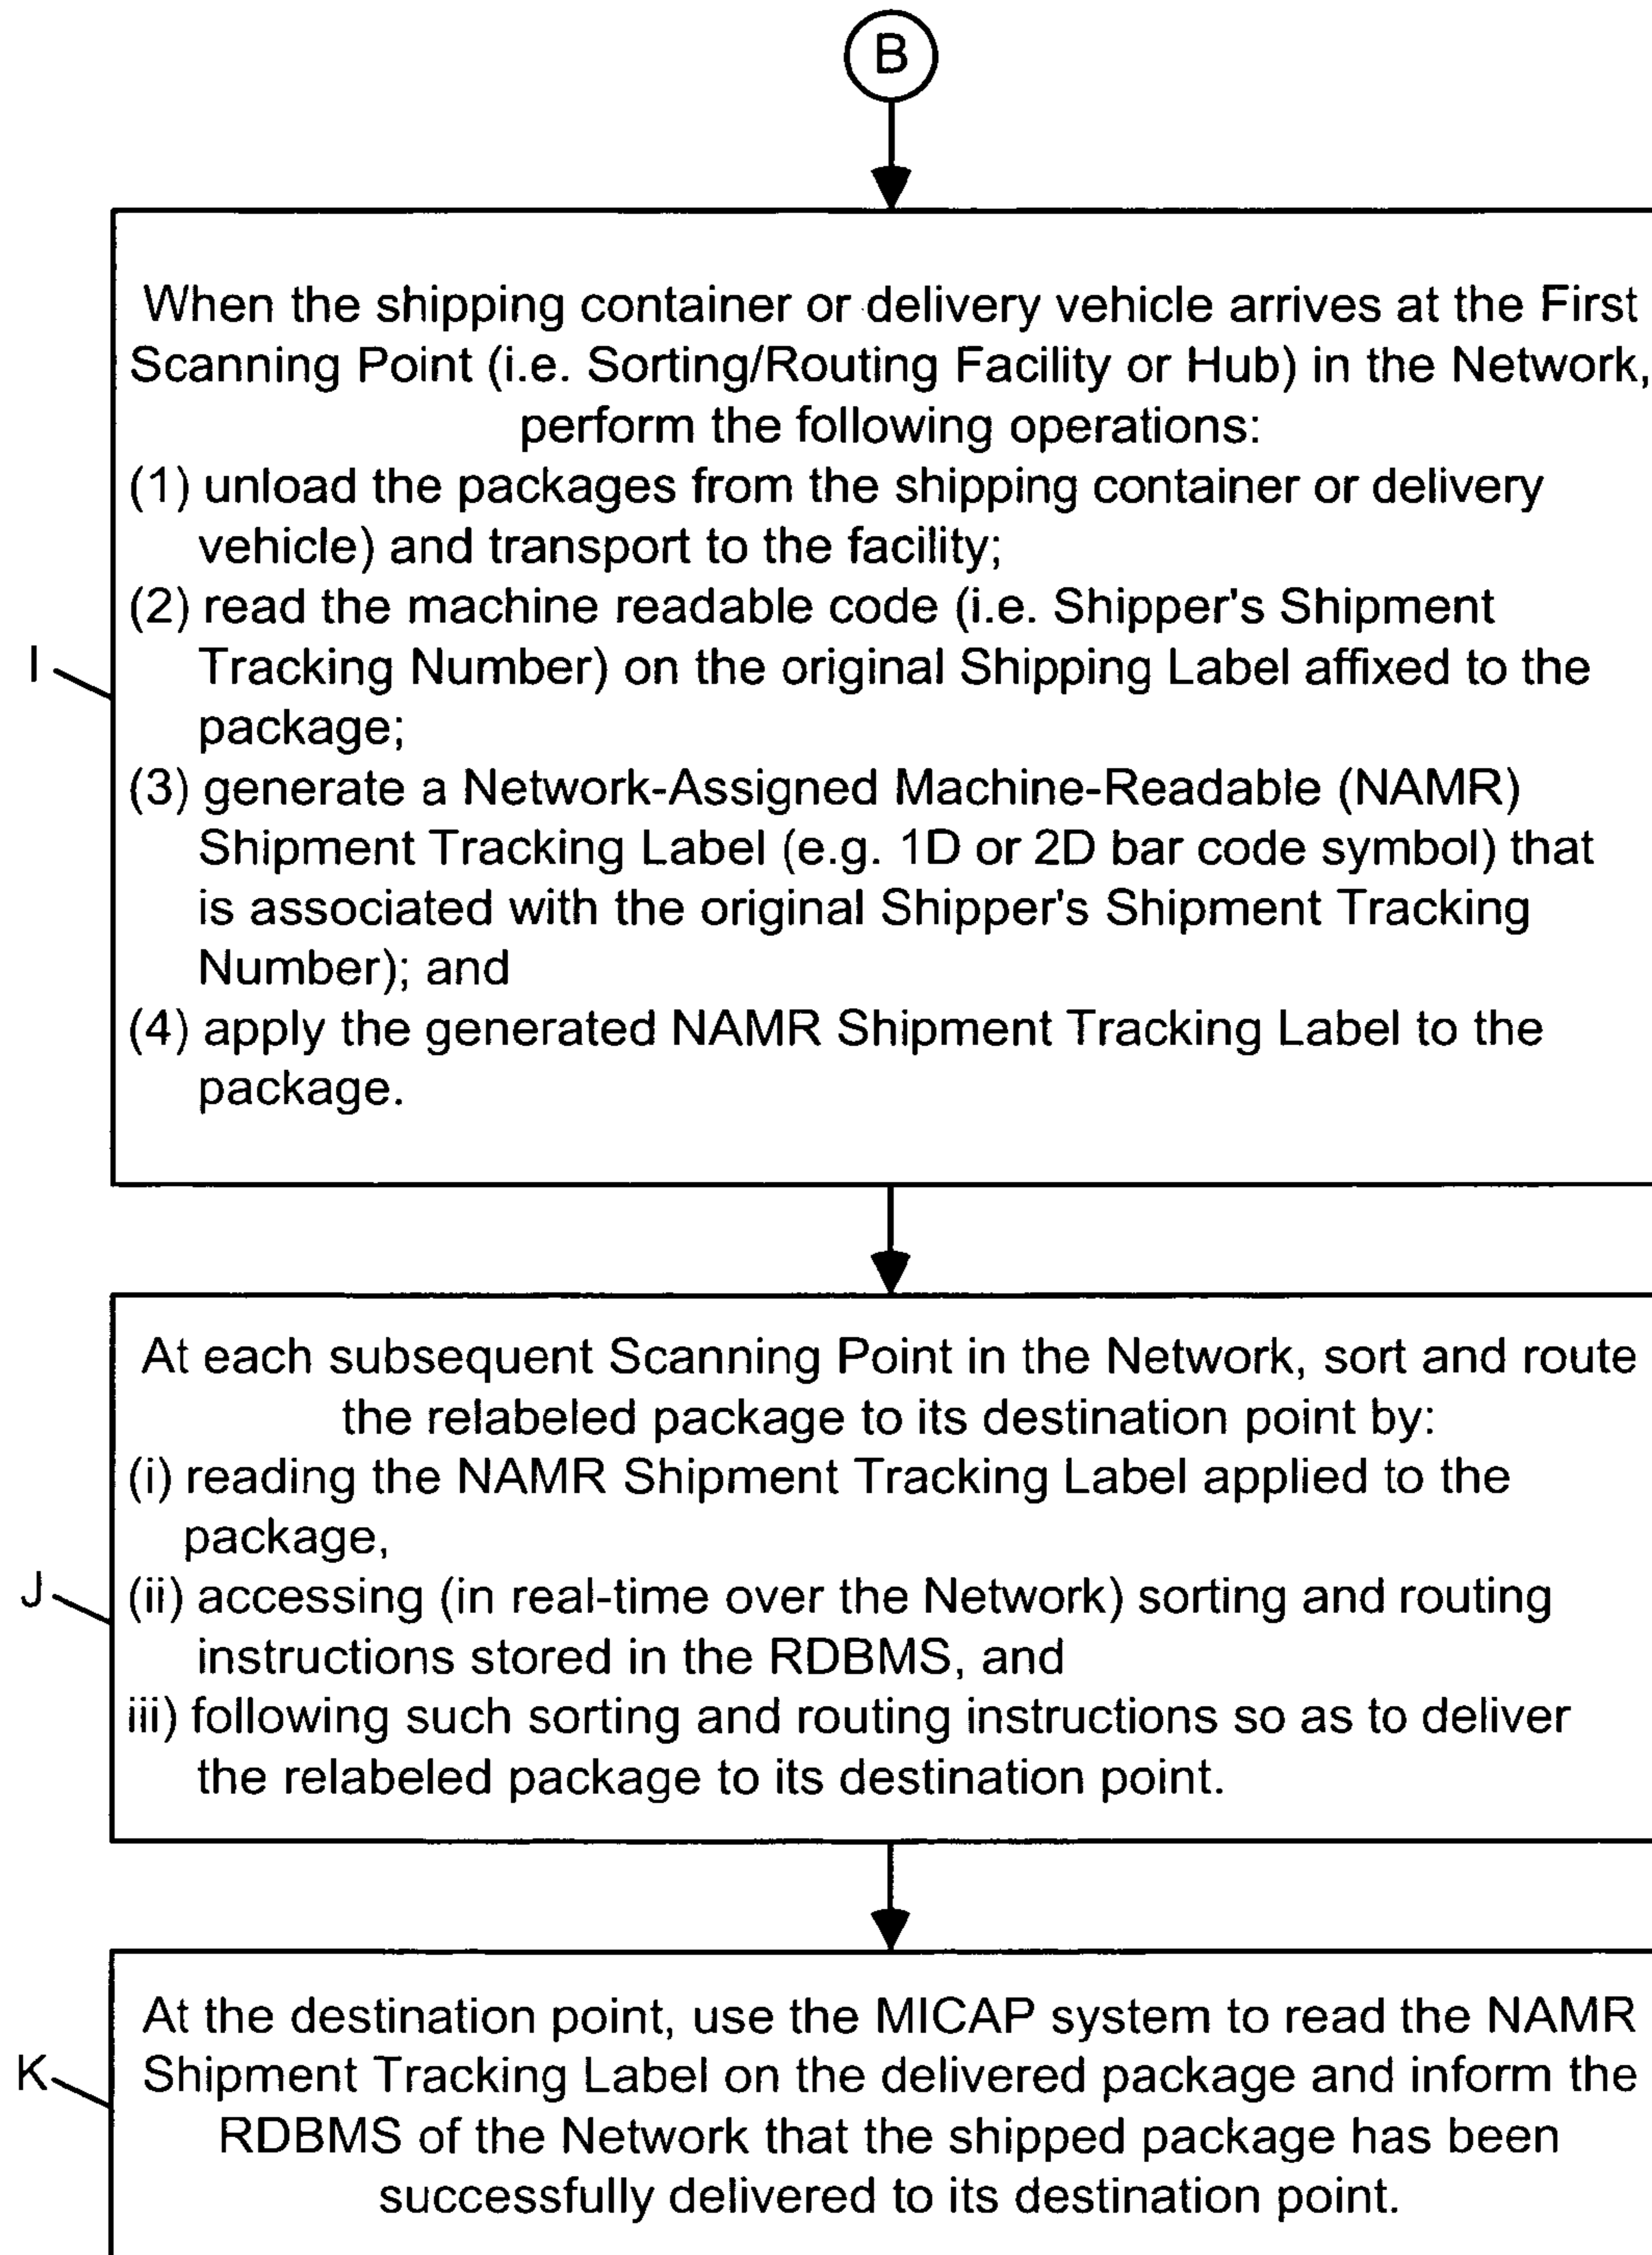 B
When the shipping container or delivery vehicle arrives at the First
Scanning Point (i.e. Sorting/Routing Facility or Hub) in the Network,
perform the following operations:
(1) unload the packages from the shipping container or delivery
vehicle) and transport to the facility;
(2) read the machine readable code (i.e. Shipper's Shipment
Tracking Number) on the original Shipping Label affixed to the
package;
(3) generate a Network-Assigned Machine-Readable (NAMR)
Shipment Tracking Label (e.g. 1D or 2D bar code symbol) that
is associated with the original Shipper's Shipment Tracking
Number); and
(4) apply the generated NAMR Shipment Tracking Label to the
package.
I
At each subsequent Scanning Point in the Network, sort and route
the relabeled package to its destination point by:
(i) reading the NAMR Shipment Tracking Label applied to the
package,
(ii) accessing (in real-time over the Network) sorting and routing
instructions stored in the RDBMS, and
iii) following such sorting and routing instructions so as to deliver
the relabeled package to its destination point.
J
At the destination point, use the MICAP system to read the NAMR
Shipment Tracking Label on the delivered package and inform the
RDBMS of the Network that the shipped package has been
successfully delivered to its destination point.
K